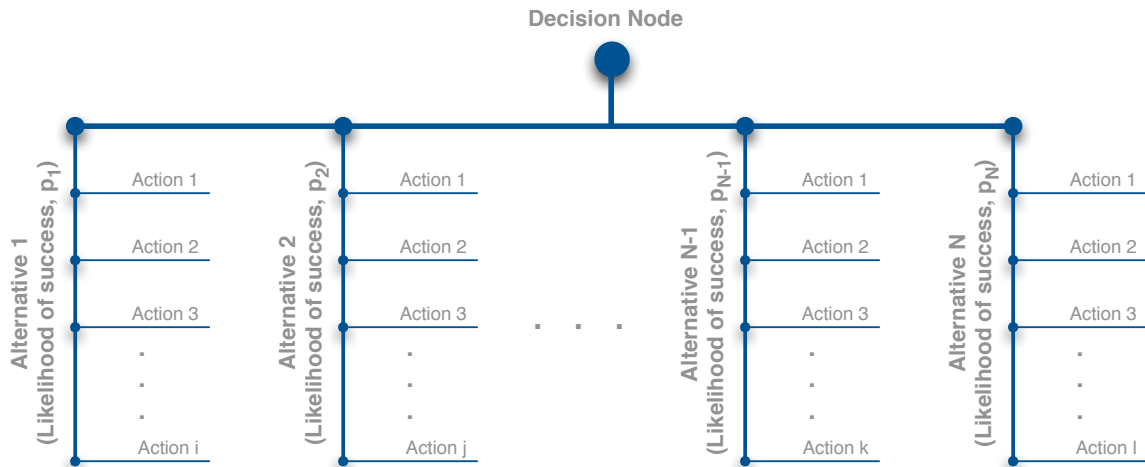 Decision Node
Alternative 1
(Likelihood of success, p1)
Action 1
Action 2
Action 3
.
.
.
Action i
Alternative 2
(Likelihood of success, p2)
Action 1
Action 2
Action 3
.
.
.
Action j
. . .
Alternative N-1
(Likelihood of success, pN-1)
Action 1
Action 2
Action 3
.
.
.
Action k
Alternative N
(Likelihood of success, pN)
Action 1
Action 2
Action 3
.
.
.
Action l